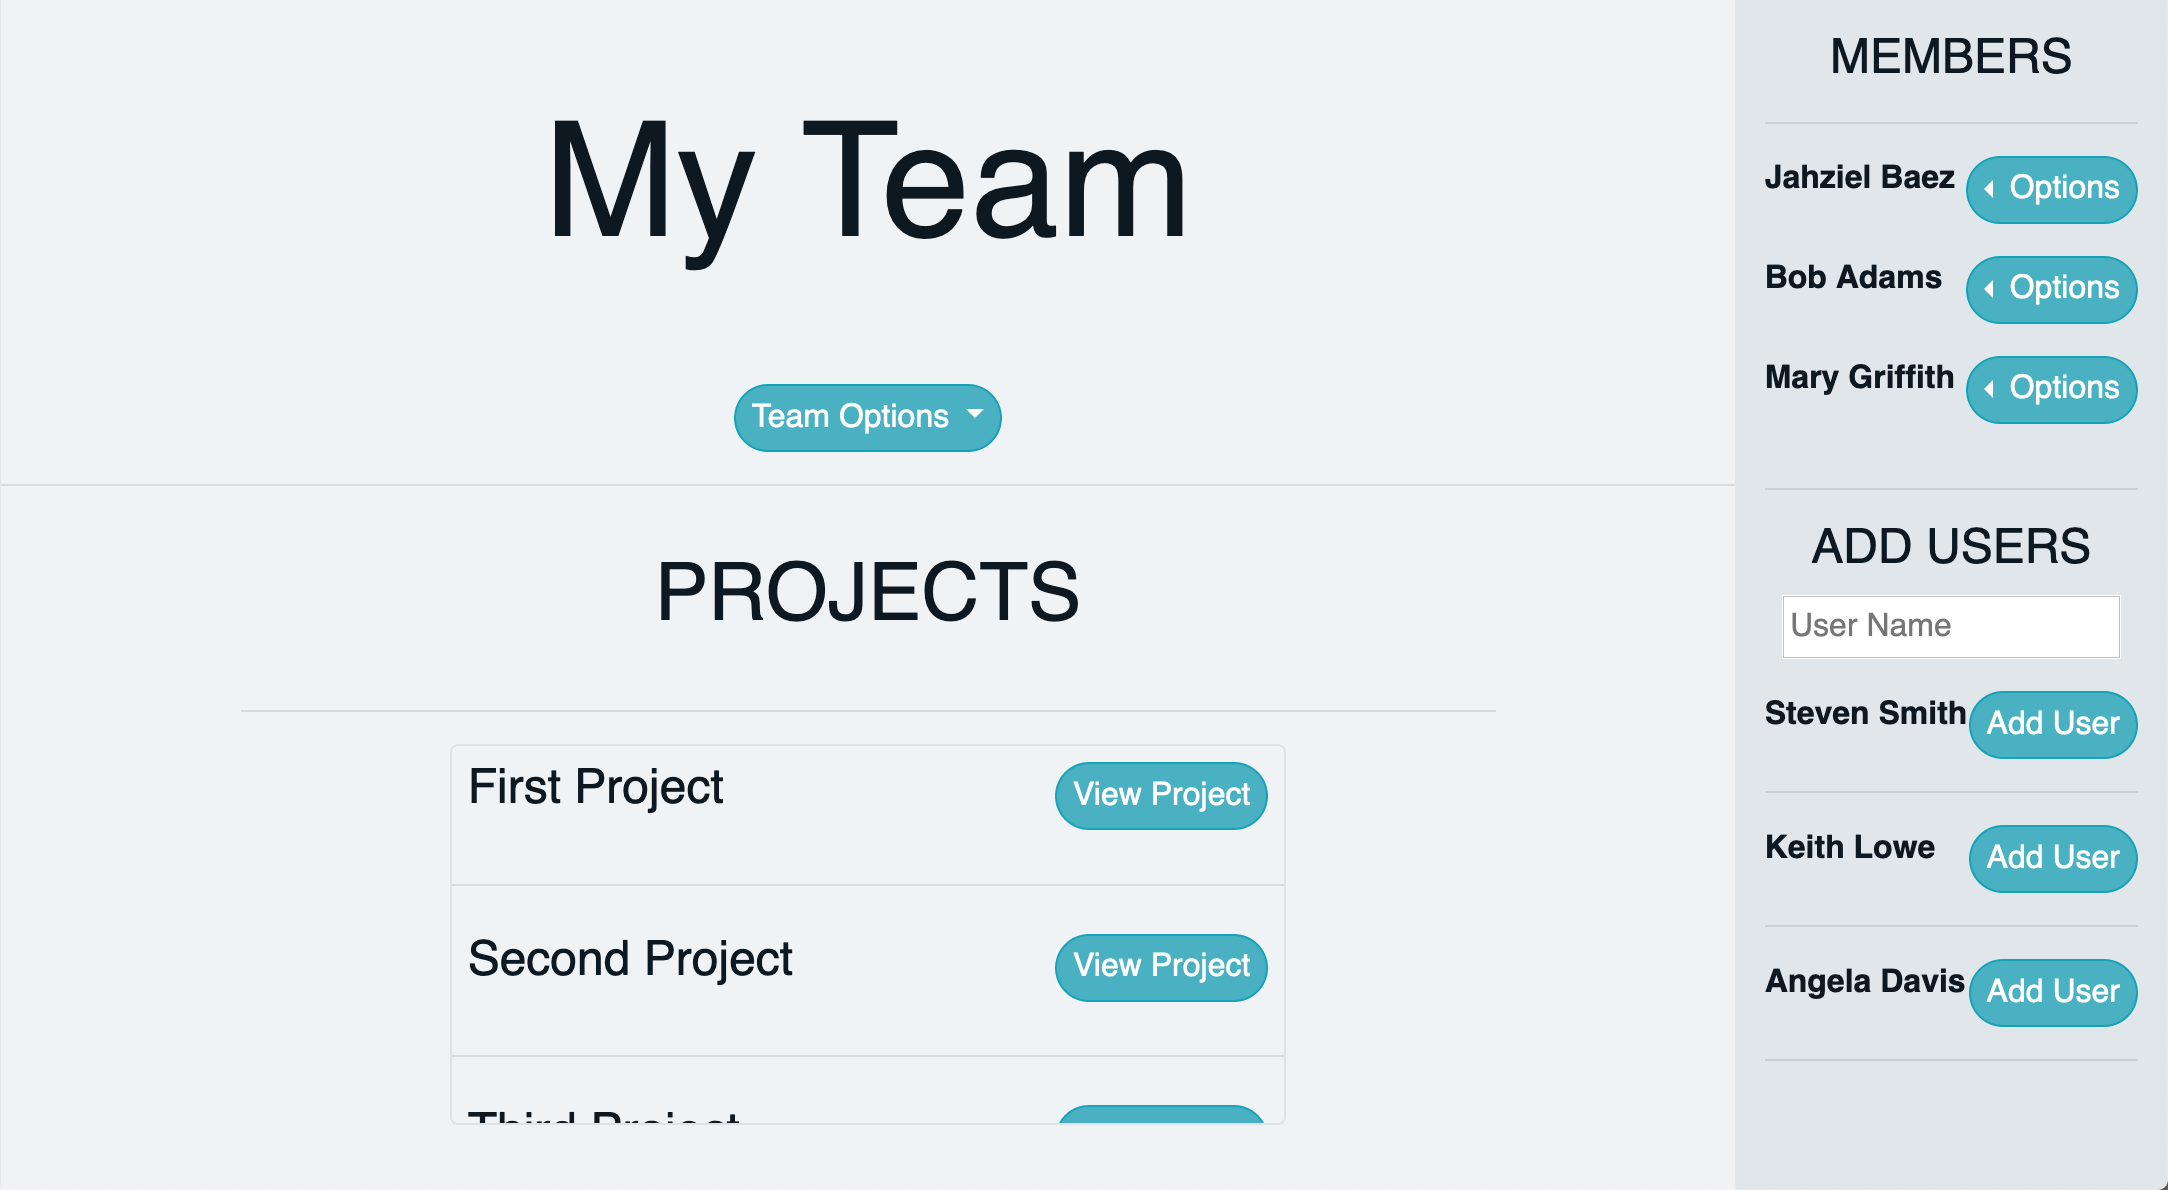 My Team
Team Options
PROJECTS
First Project
View Project
Second Project
View Project
Third Project
MEMBERS
Jahziel Baez
Options
Bob Adams
Options
Mary Griffith
Options
ADD USERS
User Name
Steven Smith
Add User
Keith Lowe
Add User
Angela Davis
Add User